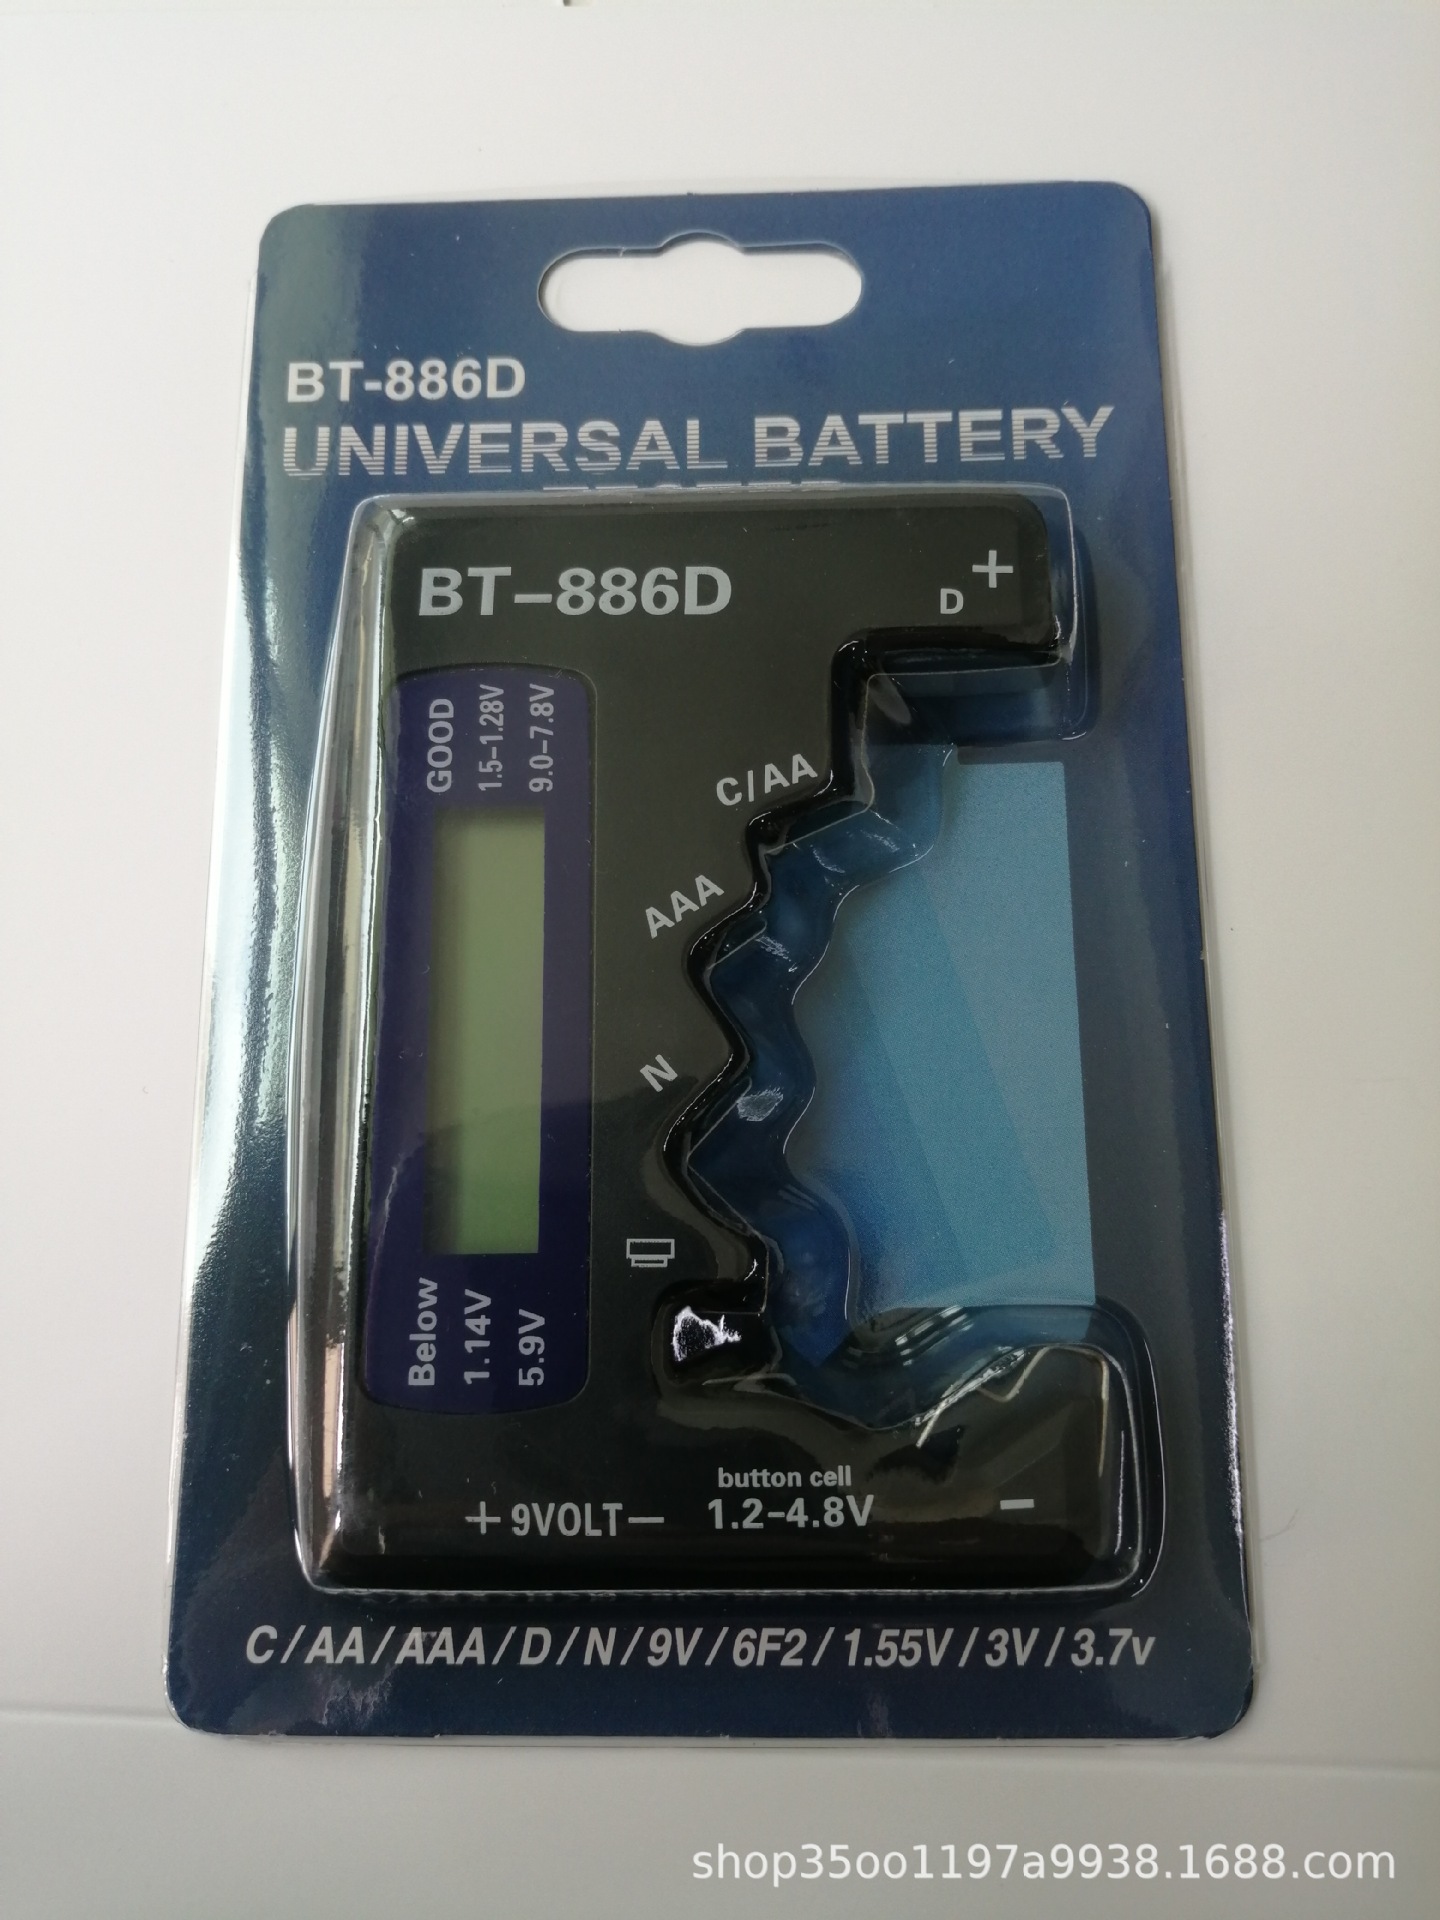 BT-886D
UNIVERSAL BATTERY
BT-886D
+
D
GOOD
1.5-1.28V
9.0-7.8V
C/AA
AAA
N
Below
1.14V
5.9V
button cell
+ 9VOLT —
1.2-4.8V
-
C/AA/AAA/D/N/9V/6F2/1.55V/3V/3.7v
shop35oo1197a9938.1688.com